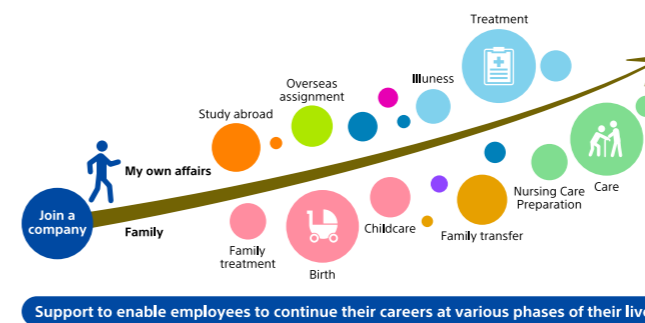 Treatment
Illuness
Overseas
assignment
Study abroad
My own affairs
Join a
company
Family
Family
treatment
Birth
Childcare
Family transfer
Nursing Care
Preparation
Care
Support to enable employees to continue their careers at various phases of their live